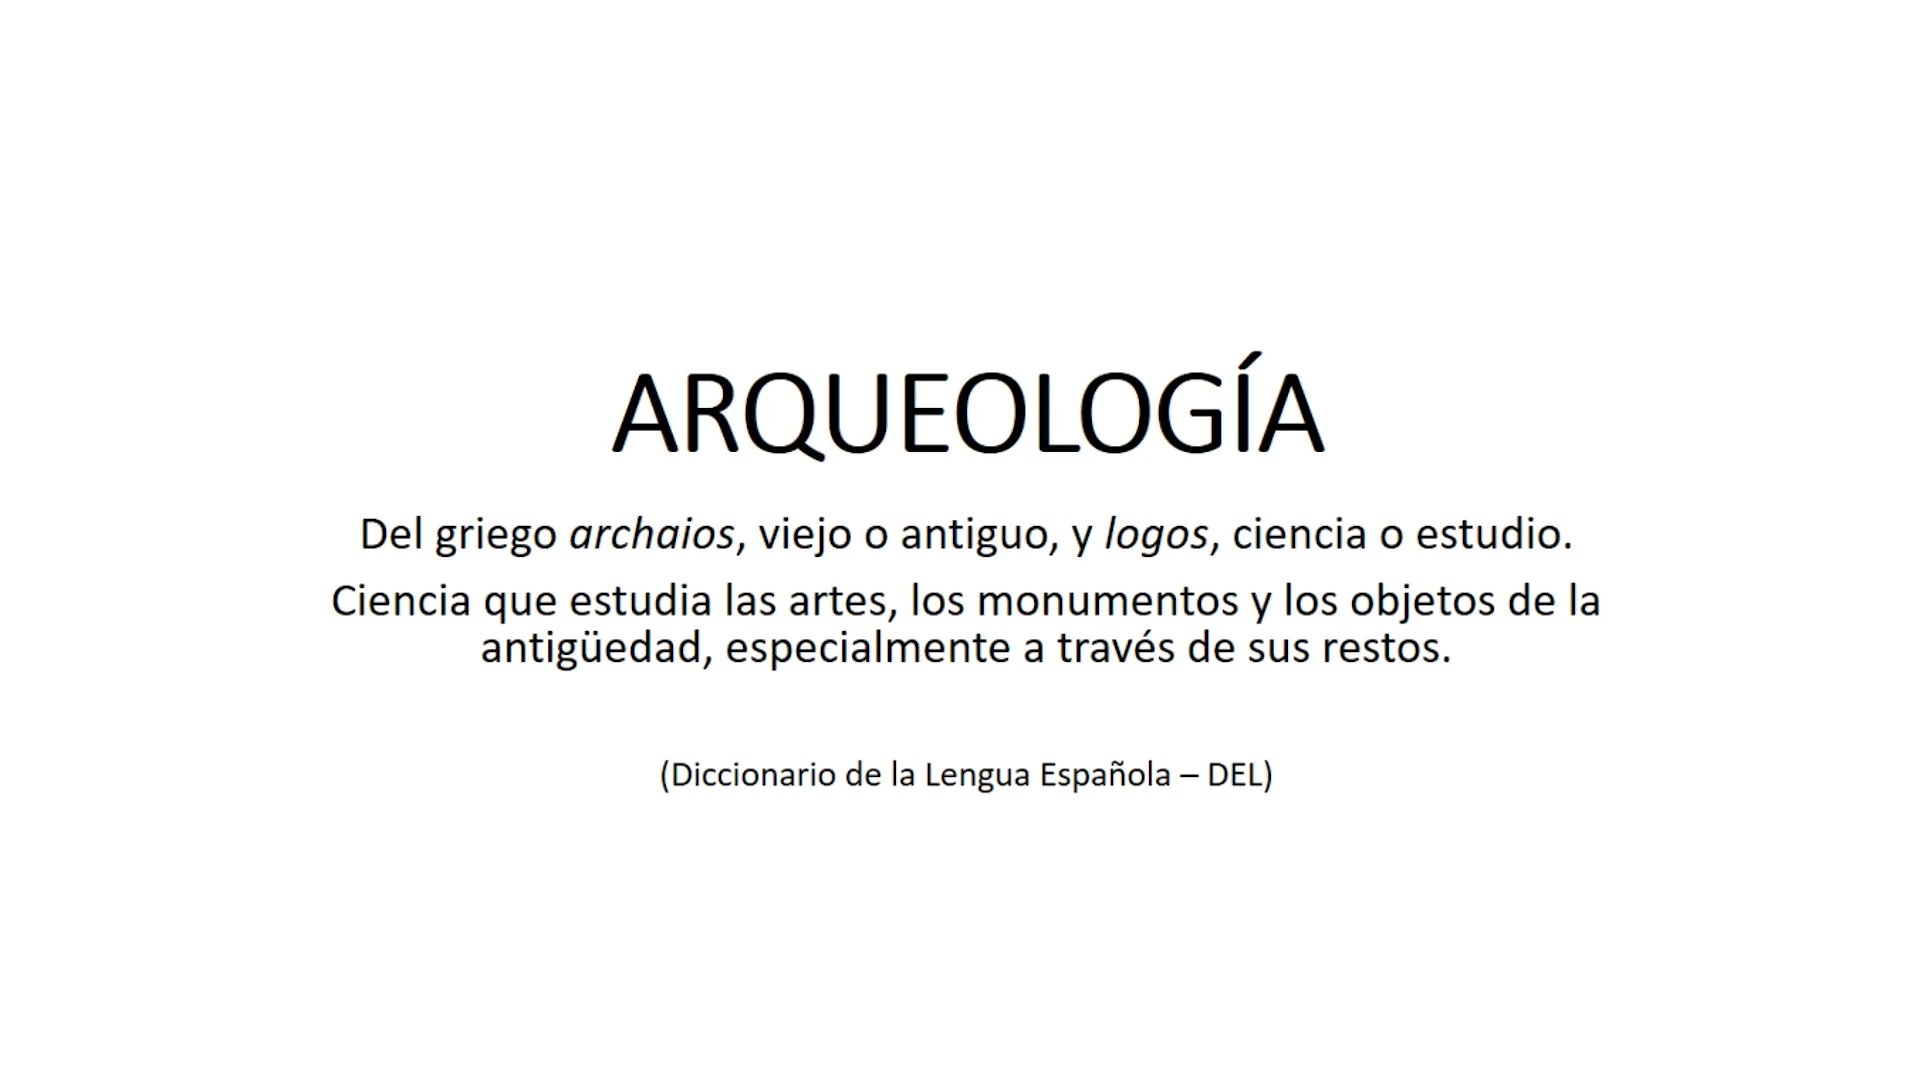 ARQUEOLOGÍA
Del griego archaios, viejo o antiguo, y logos, ciencia o estudio.
Ciencia que estudia las artes, los monumentos y los objetos de la
antigüedad, especialmente a través de sus restos.
(Diccionario de la Lengua Española – DEL)